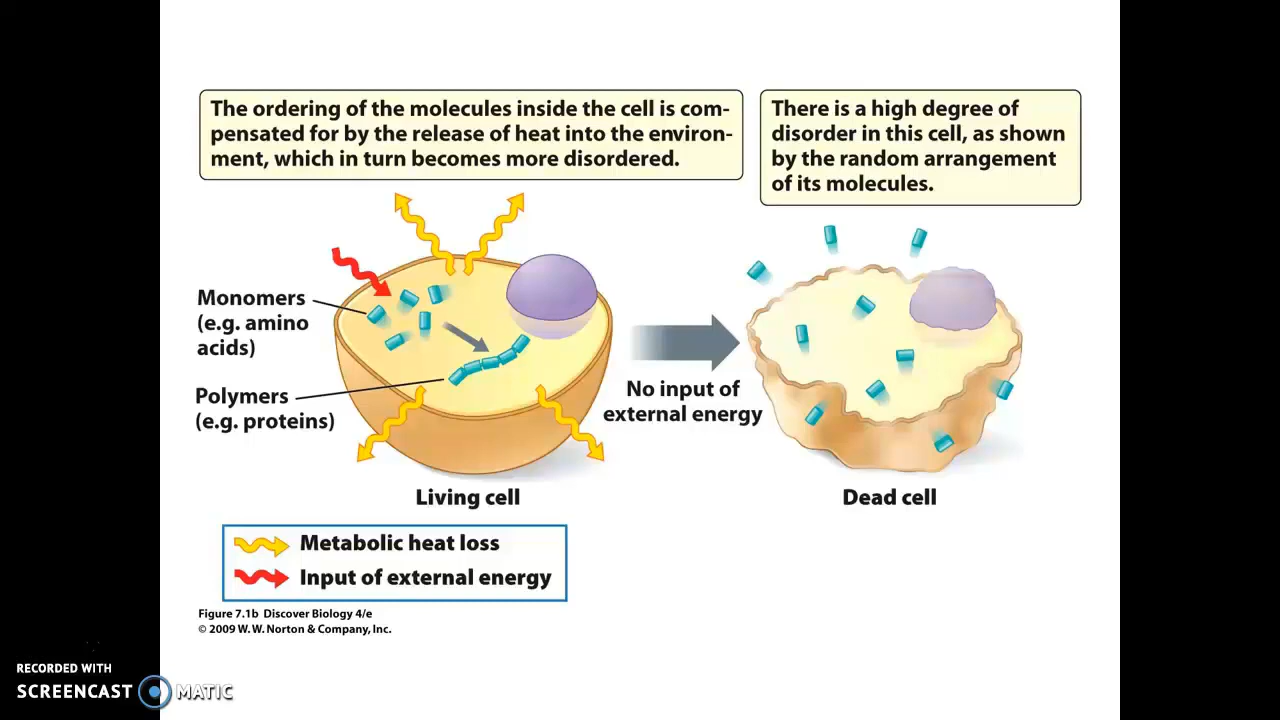 The ordering of the molecules inside the cell is com-
pensated for by the release of heat into the environ-
ment, which in turn becomes more disordered.
There is a high degree of
disorder in this cell, as shown
by the random arrangement
of its molecules.
Monomers
(e.g. amino
acids)
Polymers
(e.g. proteins)
No input of
external energy
Living cell
Dead cell
Metabolic heat loss
Input of external energy
Figure 7.1b Discover Biology 4/e
© 2009 W. W. Norton & Company, Inc.
RECORDED WITH
SCREENCAST MATIC